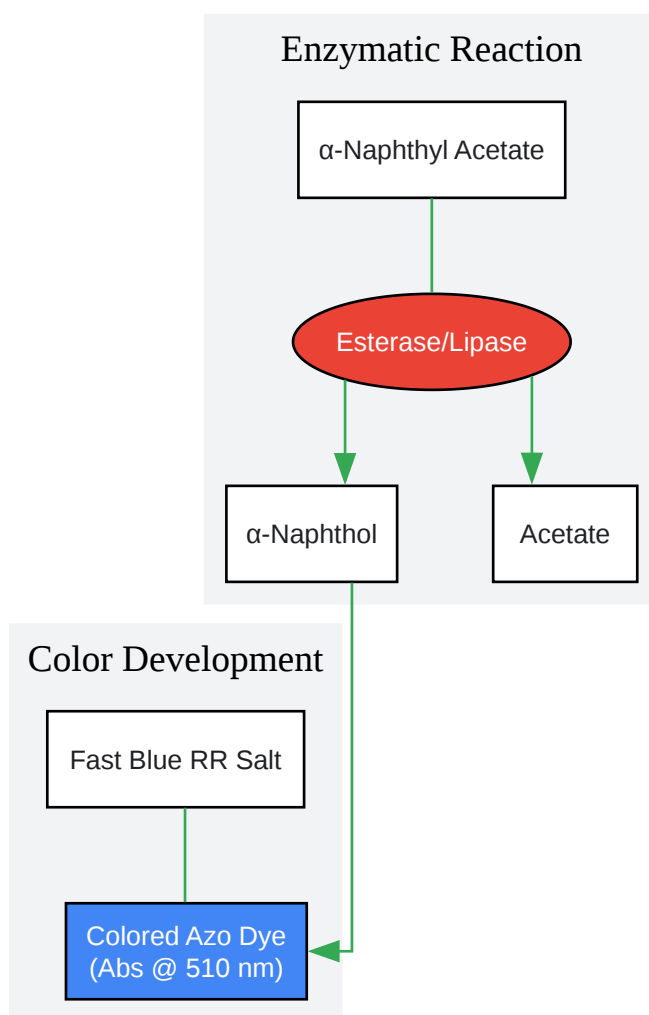 Enzymatic Reaction
α-Naphthyl Acetate
Esterase/Lipase
α-Naphthol
Acetate
Color Development
Fast Blue RR Salt
Colored Azo Dye
(Abs @ 510 nm)